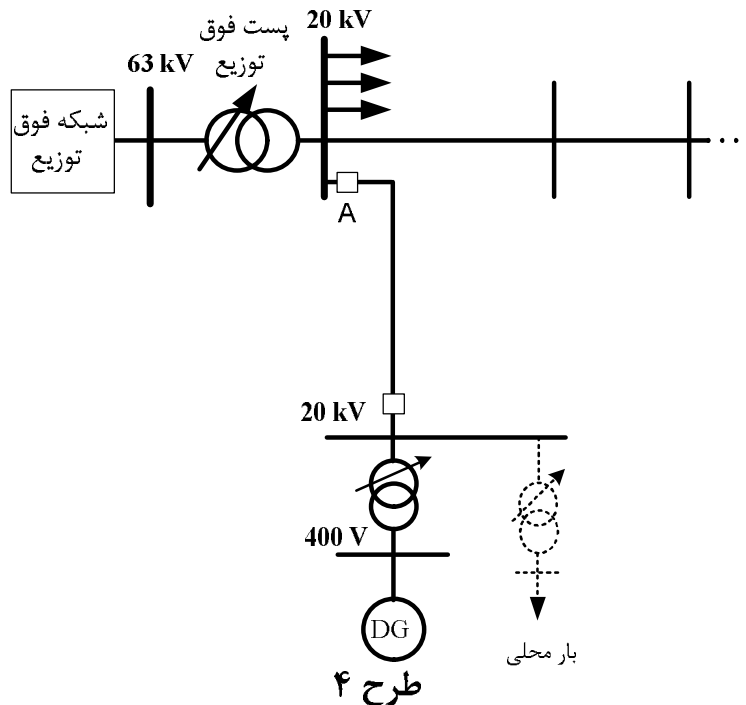 پست فوق
توزیع
20 kV
63 kV
شبکه فوق
توزیع
A
20 kV
400 V
DG
بار محلی
طرح ۴